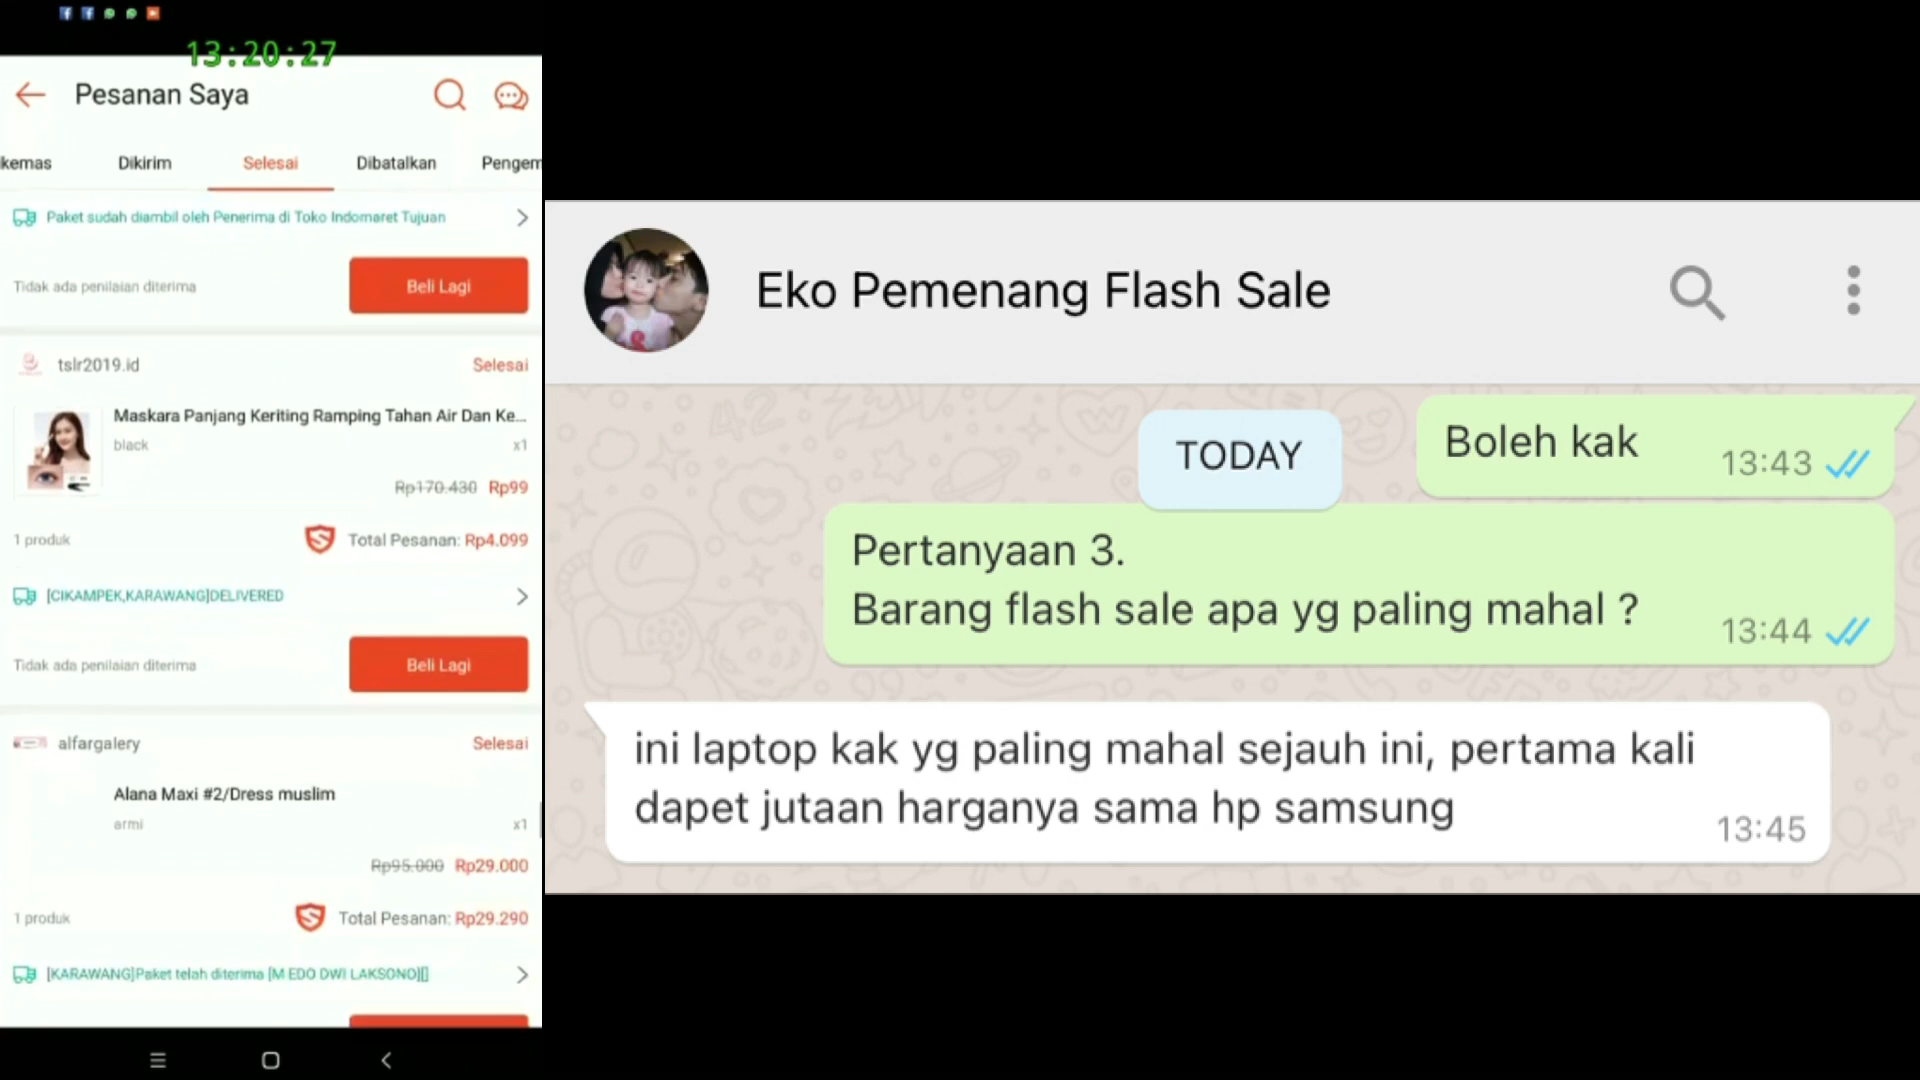 13:20:27
Pesanan Saya
kemas Dikirim Selesai Dibatalkan Pengem
Paket sudah diambil oleh Penerima di Toko Indomaret Tujuan
Tidak ada penilaian diterima Beli Lagi
tslr2019.id Selesai
Maskara Panjang Keriting Ramping Tahan Air Dan Ke...
black x1
Rp170.430 Rp99
1 produk Total Pesanan: Rp4.099
[CIKAMPEK,KARAWANG]DELIVERED
Tidak ada penilaian diterima Beli Lagi
alfargalery Selesai
Alana Maxi #2/Dress muslim
armi x1
Rp95.000 Rp29.000
1 produk Total Pesanan: Rp29.290
[KARAWANG]Paket telah diterima [M EDO DWI LAKSONO][]
Eko Pemenang Flash Sale
TODAY
Boleh kak 13:43
Pertanyaan 3.
Barang flash sale apa yg paling mahal ? 13:44
ini laptop kak yg paling mahal sejauh ini, pertama kali
dapet jutaan harganya sama hp samsung 13:45